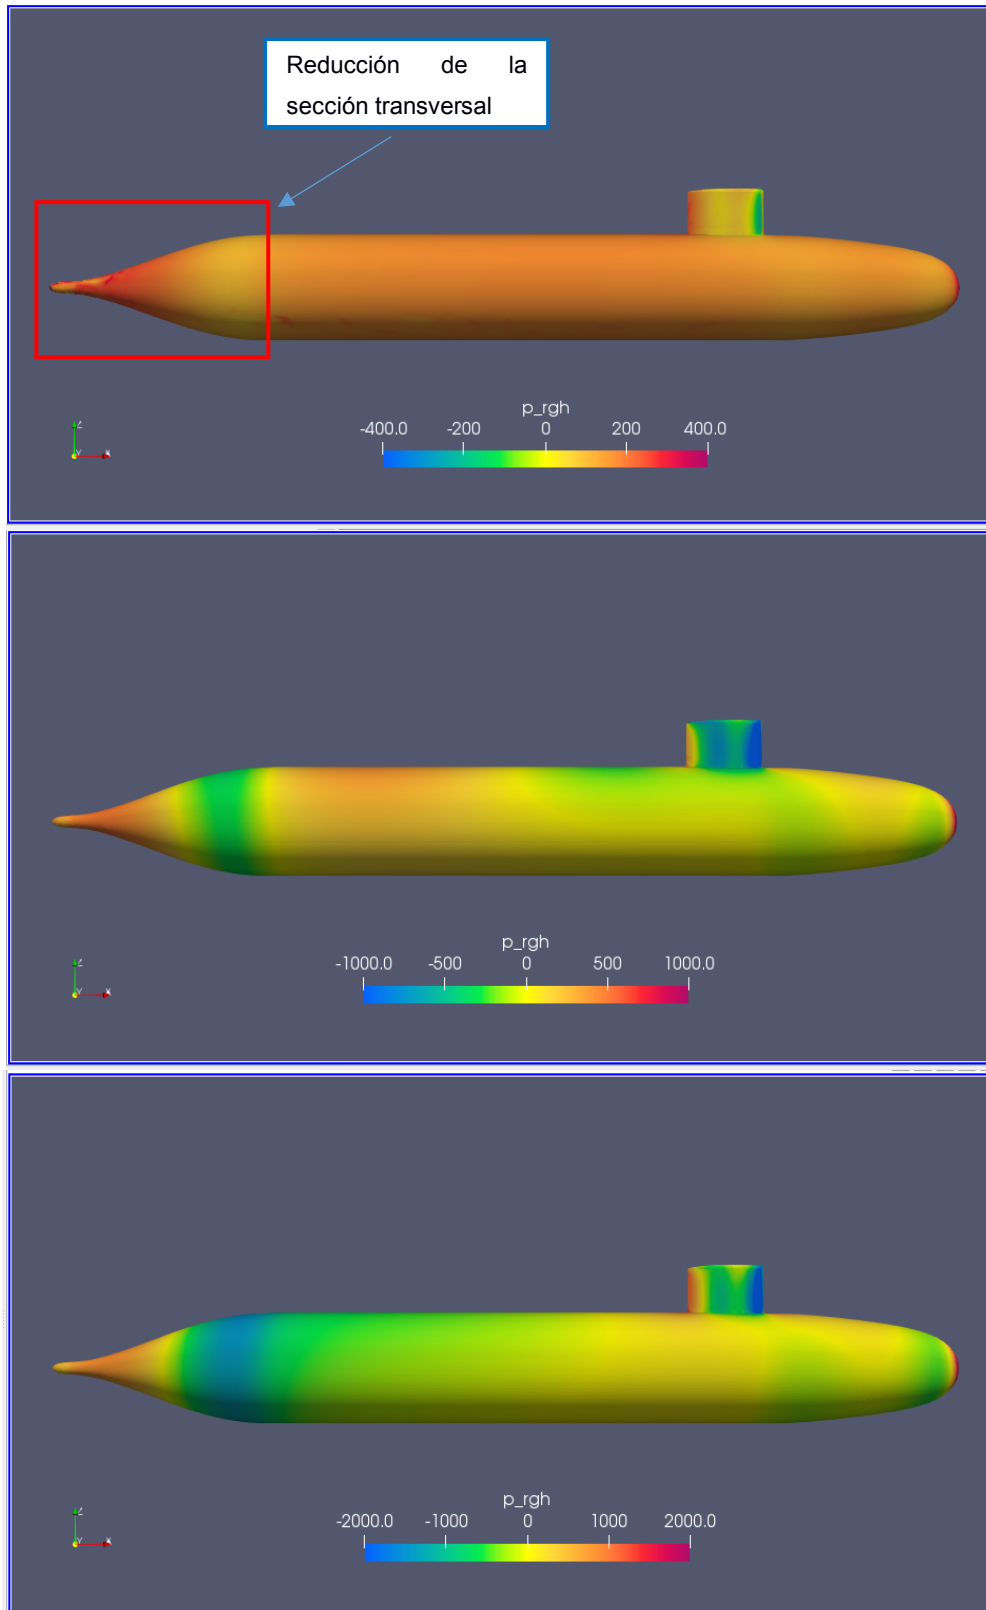 Reducción de la
sección transversal
p_rgh
-400.0 -200 0 200 400.0
Z
Y X
p_rgh
-1000.0 -500 0 500 1000.0
Z
Y X
p_rgh
-2000.0 -1000 0 1000 2000.0
Z
Y X